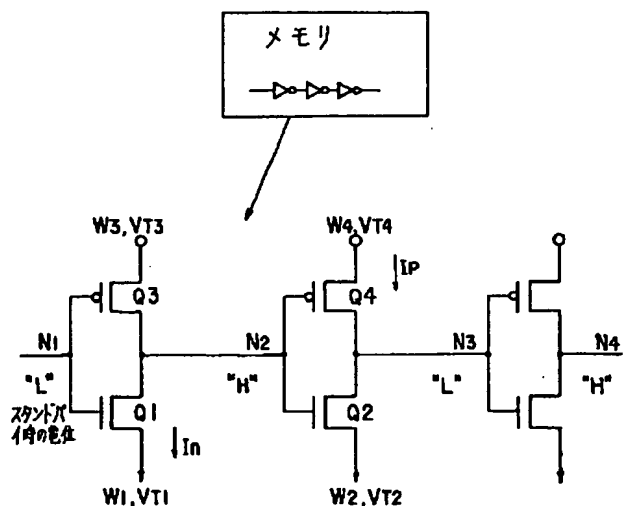 メモリ
W3,VT3
W4,VT4
IP
Q3
Q4
N1
N2
N3
N4
"L"
"H"
"L"
"H"
スタンドバ
イ時の電位
Q1
Q2
In
W1,VT1
W2,VT2